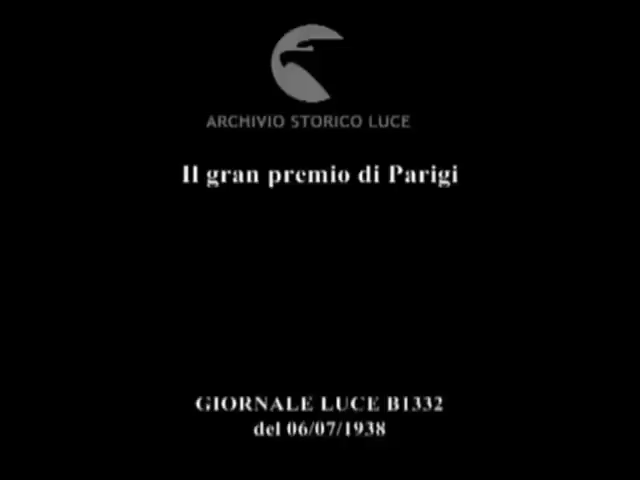 ARCHIVIO STORICO LUCE
Il gran premio di Parigi
GIORNALE LUCE B1332
del 06/07/1938